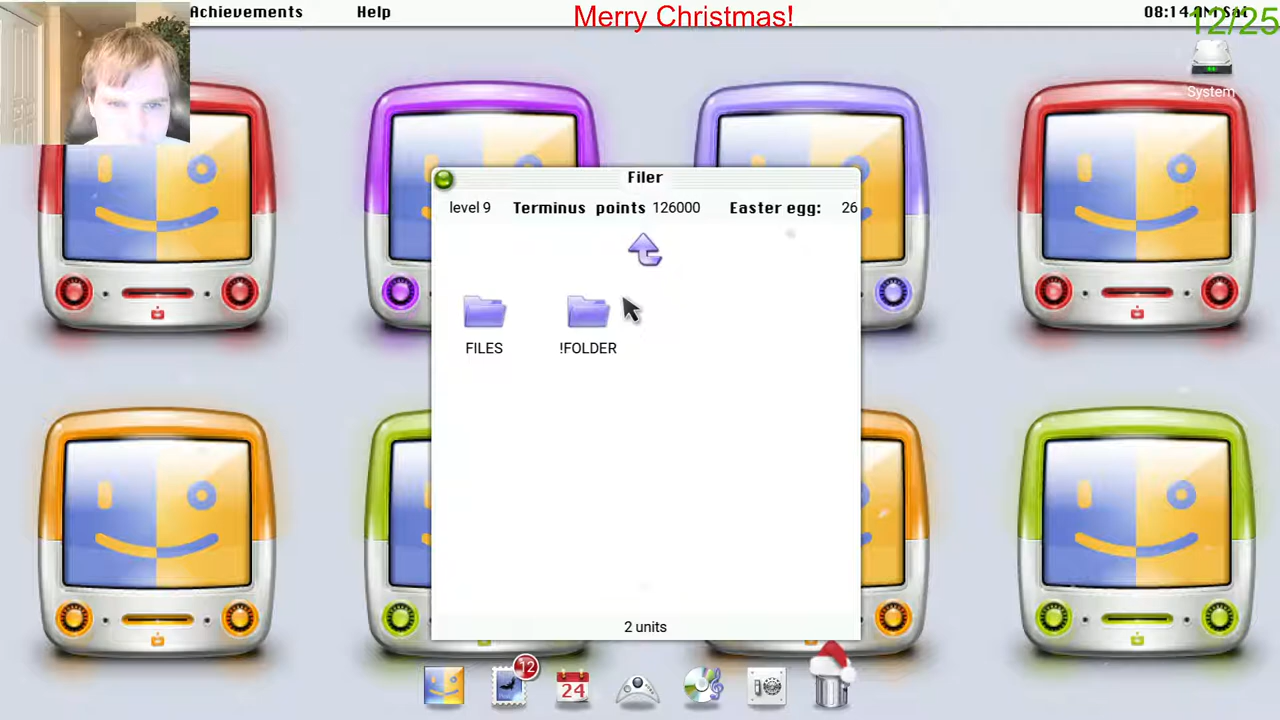 Achievements
Help
Merry Christmas!
08:14 AM Sat
12/25
System
Filer
level 9 Terminus points 126000 Easter egg: 26
FILES
!FOLDER
2 units
12
24